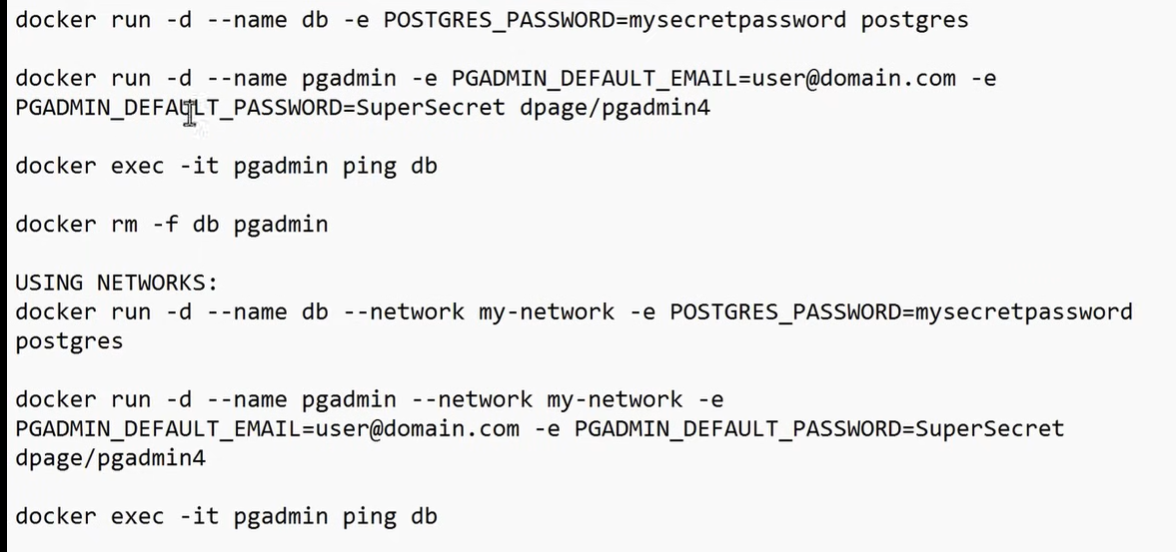 docker run -d --name db -e POSTGRES_PASSWORD=mysecretpassword postgres
docker run -d --name pgadmin -e PGADMIN_DEFAULT_EMAIL=user@domain.com -e
PGADMIN_DEFAULT_PASSWORD=SuperSecret dpage/pgadmin4
docker exec -it pgadmin ping db
docker rm -f db pgadmin
USING NETWORKS:
docker run -d --name db --network my-network -e POSTGRES_PASSWORD=mysecretpassword
postgres
docker run -d --name pgadmin --network my-network -e
PGADMIN_DEFAULT_EMAIL=user@domain.com -e PGADMIN_DEFAULT_PASSWORD=SuperSecret
dpage/pgadmin4
docker exec -it pgadmin ping db